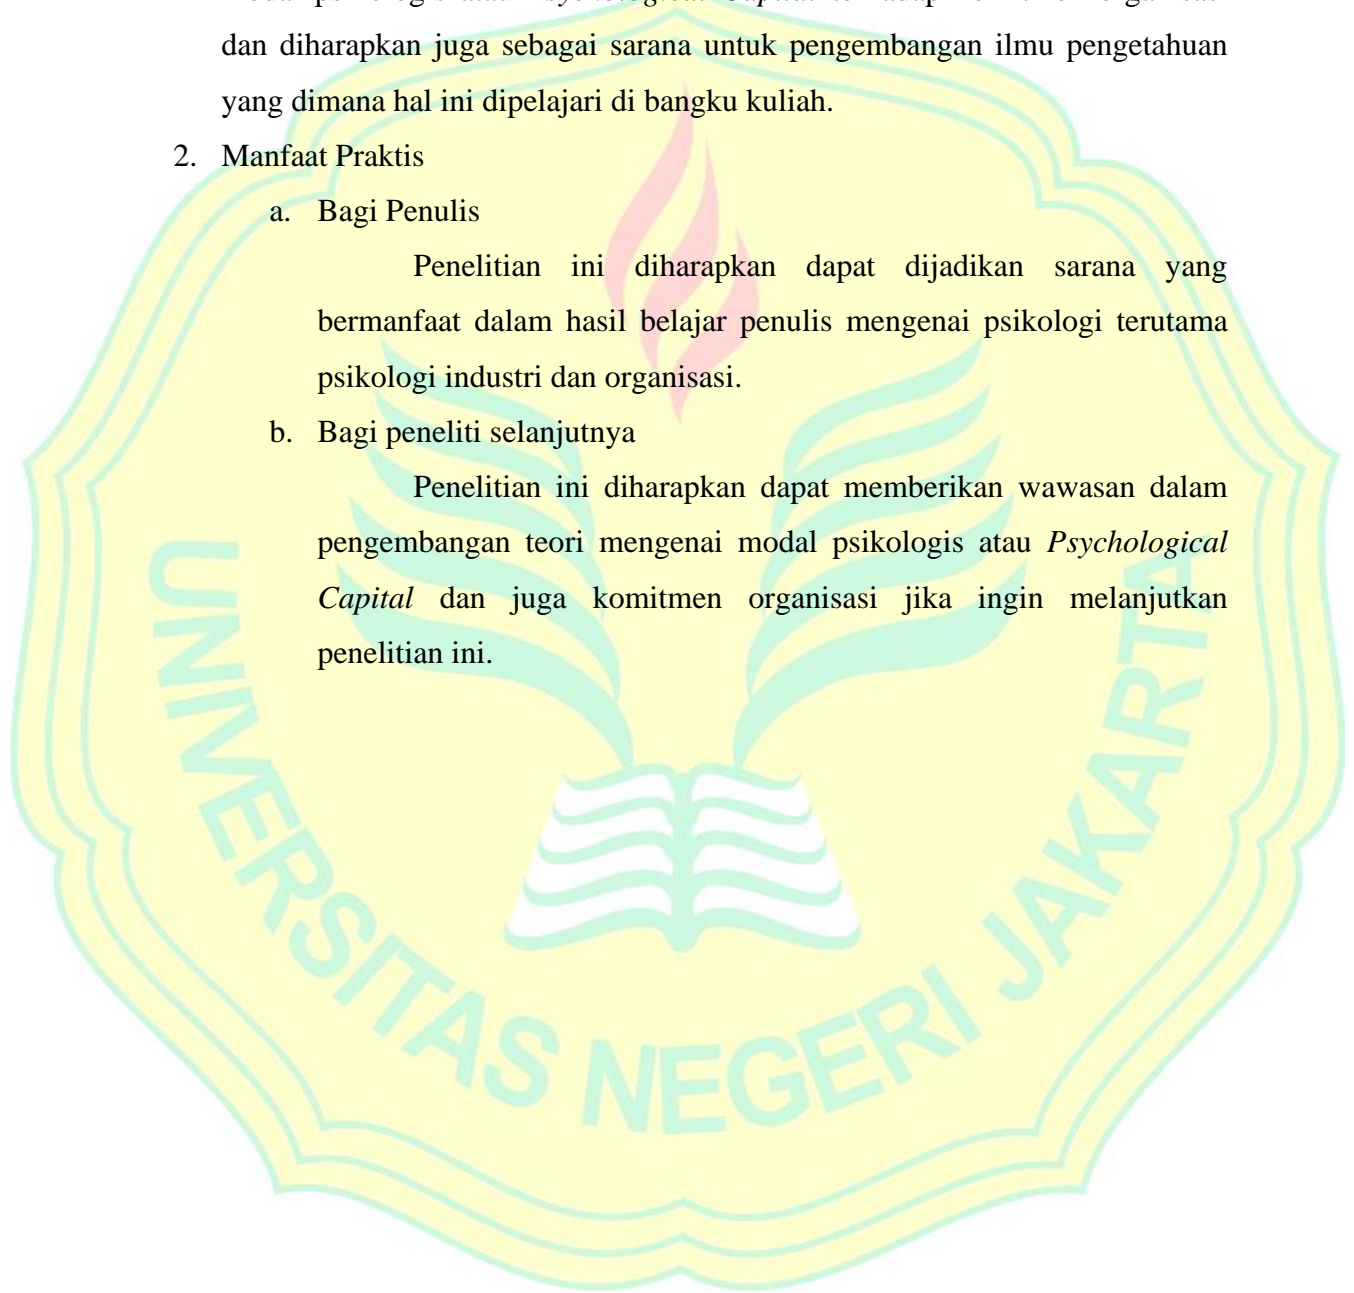 dan diharapkan juga sebagai sarana untuk pengembangan ilmu pengetahuan
yang dimana hal ini dipelajari di bangku kuliah.
2. Manfaat Praktis
a. Bagi Penulis
Penelitian ini diharapkan dapat dijadikan sarana yang
bermanfaat dalam hasil belajar penulis mengenai psikologi terutama
psikologi industri dan organisasi.
b. Bagi peneliti selanjutnya
Penelitian ini diharapkan dapat memberikan wawasan dalam
pengembangan teori mengenai modal psikologis atau Psychological
Capital dan juga komitmen organisasi jika ingin melanjutkan
penelitian ini.
UNIVERSITAS NEGERI JAKARTA